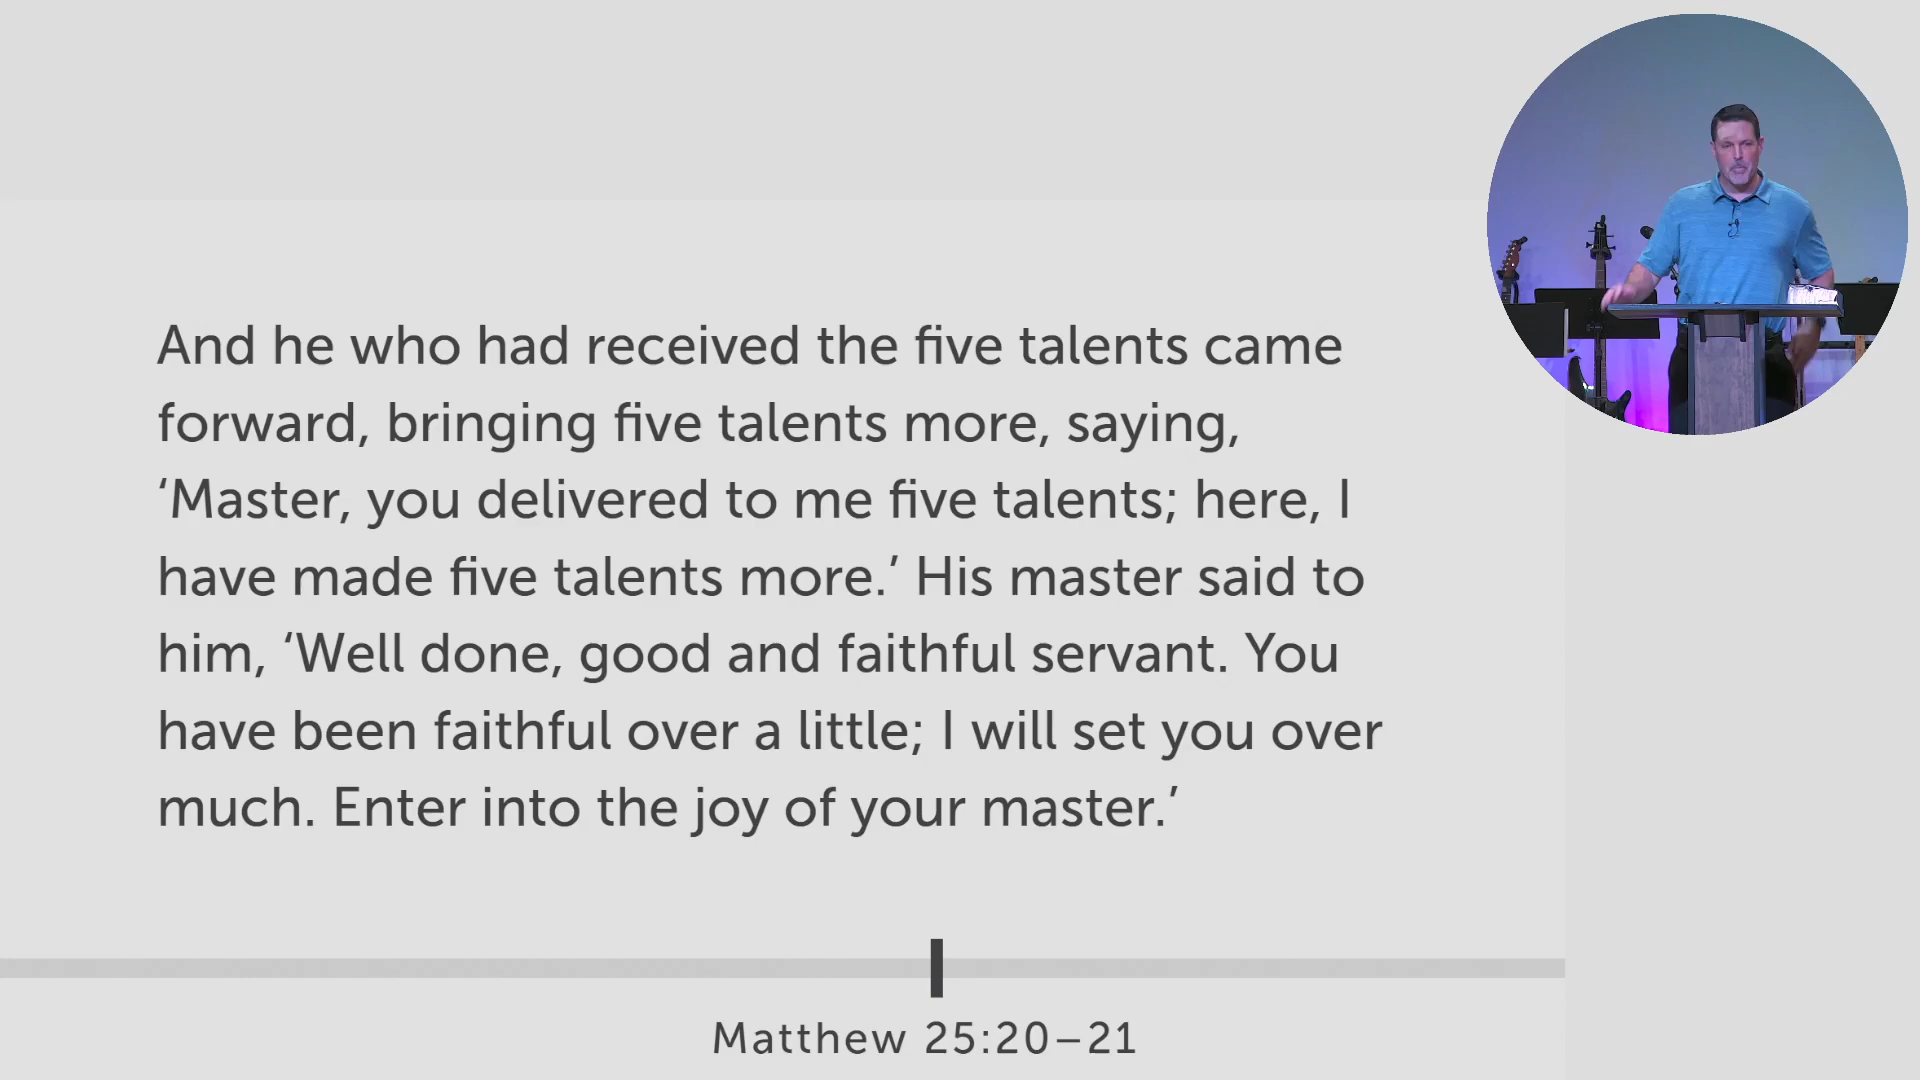 And he who had received the five talents came
forward, bringing five talents more, saying,
‘Master, you delivered to me five talents; here, I
have made five talents more.’ His master said to
him, ‘Well done, good and faithful servant. You
have been faithful over a little; I will set you over
much. Enter into the joy of your master.’
Matthew 25:20–21